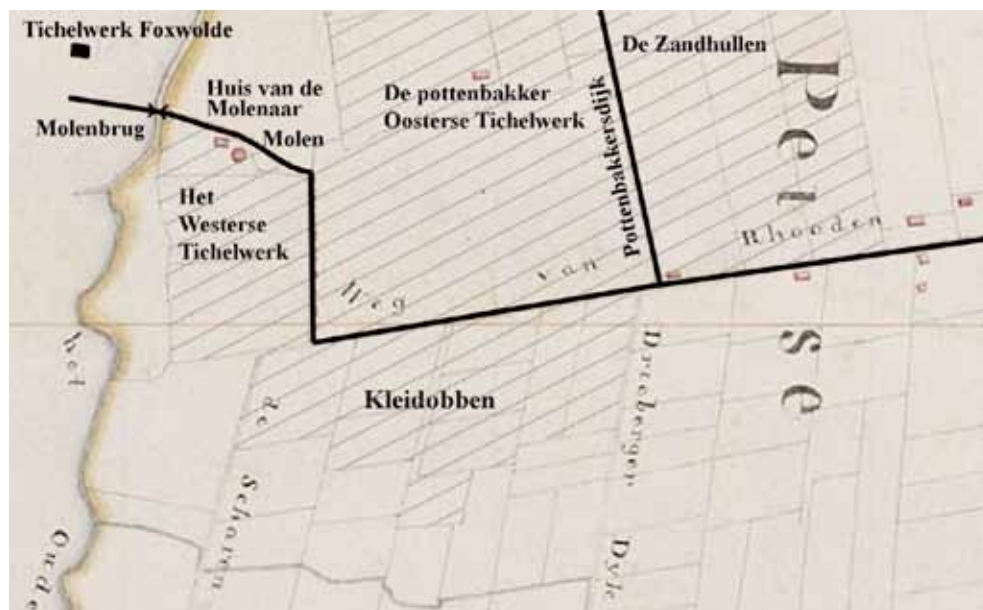 Tichelwerk Foxwolde
De Zandhullen
Huis van de
Molenaar
De pottenbakker
Oosterse Tichelwerk
Molenbrug
Molen
Pottenbakkersdijk
Het
Westerse
Tichelwerk
Weg van Rhooden
Pei
se
Kleidobben
het
Oude
de Scharen
Driebergen Dyk